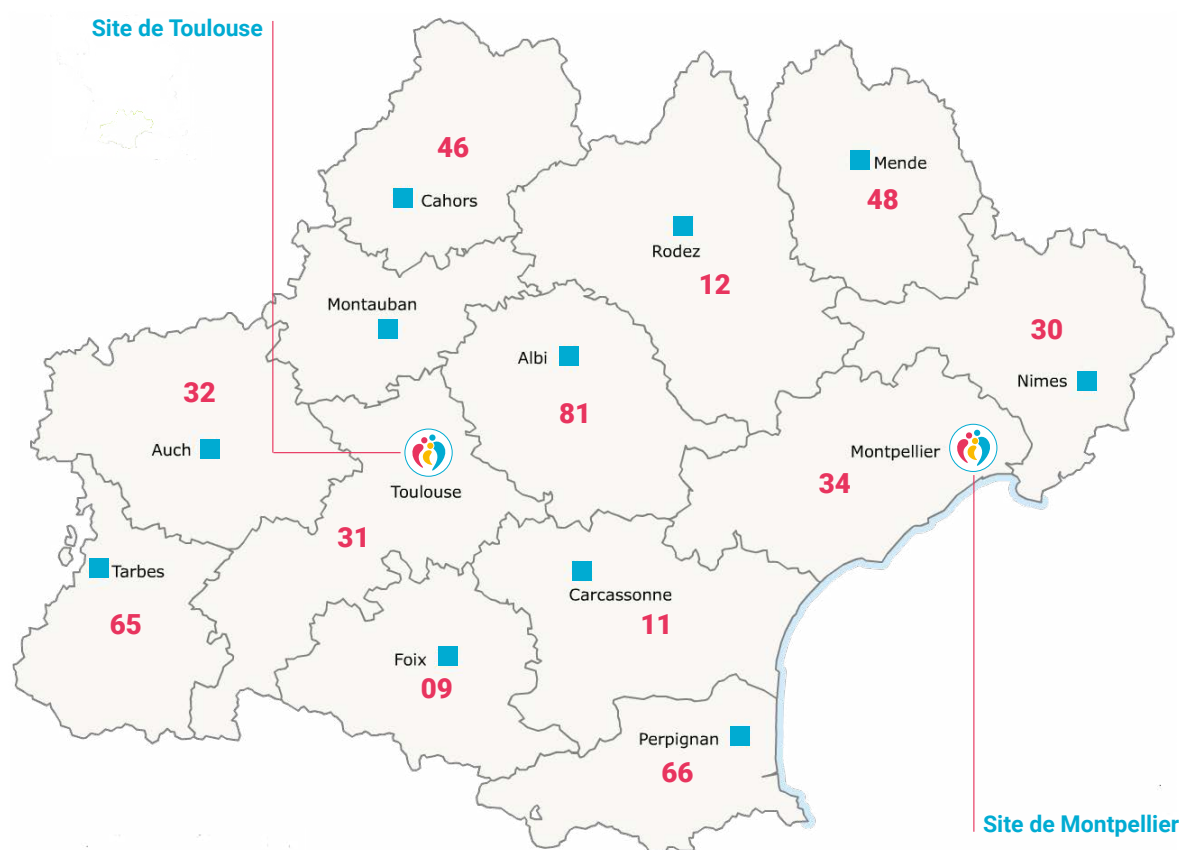 Site de Toulouse
46
Cahors
Mende
48
Rodez
12
Montauban
30
Albi
Nimes
32
81
Auch
Montpellier
34
Toulouse
31
Tarbes
Carcassonne
65
11
Foix
09
Perpignan
66
Site de Montpellier